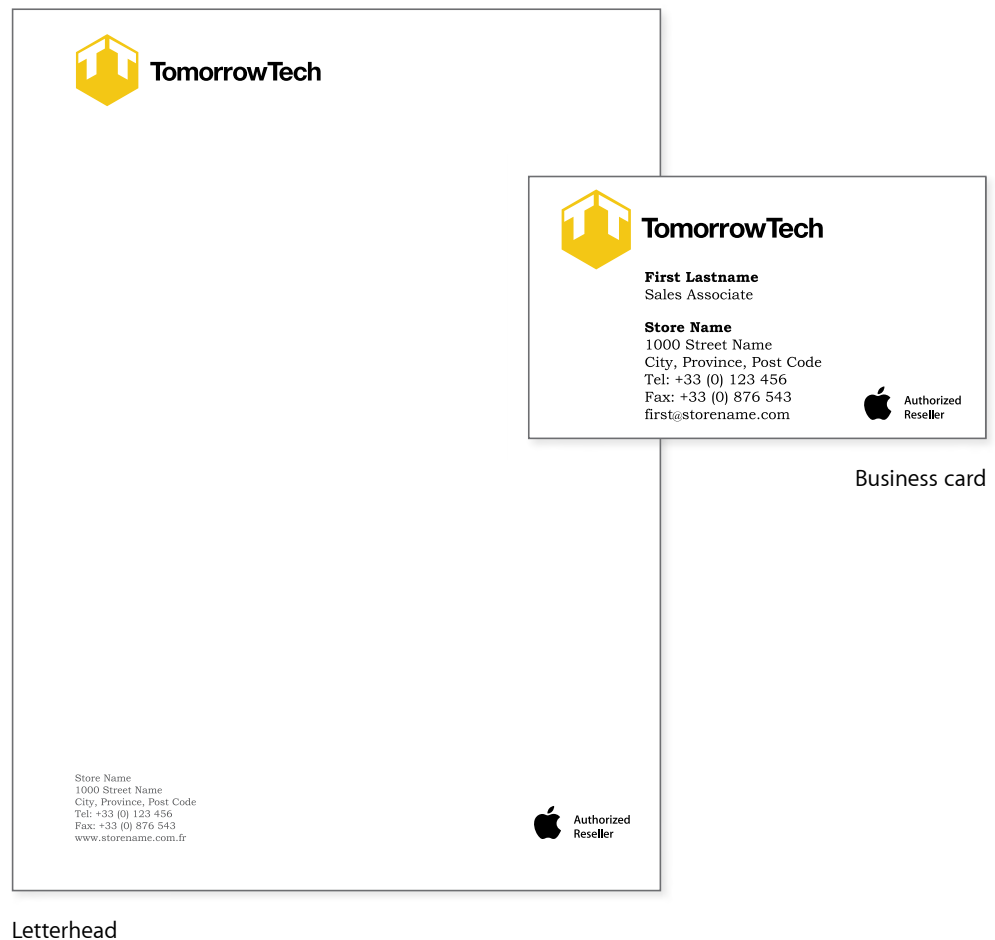 TomorrowTech
TomorrowTech
First Lastname
Sales Associate
Store Name
1000 Street Name
City, Province, Post Code
Tel: +33 (0) 123 456
Fax: +33 (0) 876 543
first@storename.com
Authorized
Reseller
Business card
Store Name
1000 Street Name
City, Province, Post Code
Tel: +33 (0) 123 456
Fax: +33 (0) 876 543
www.storename.com.fr
Authorized
Reseller
Letterhead